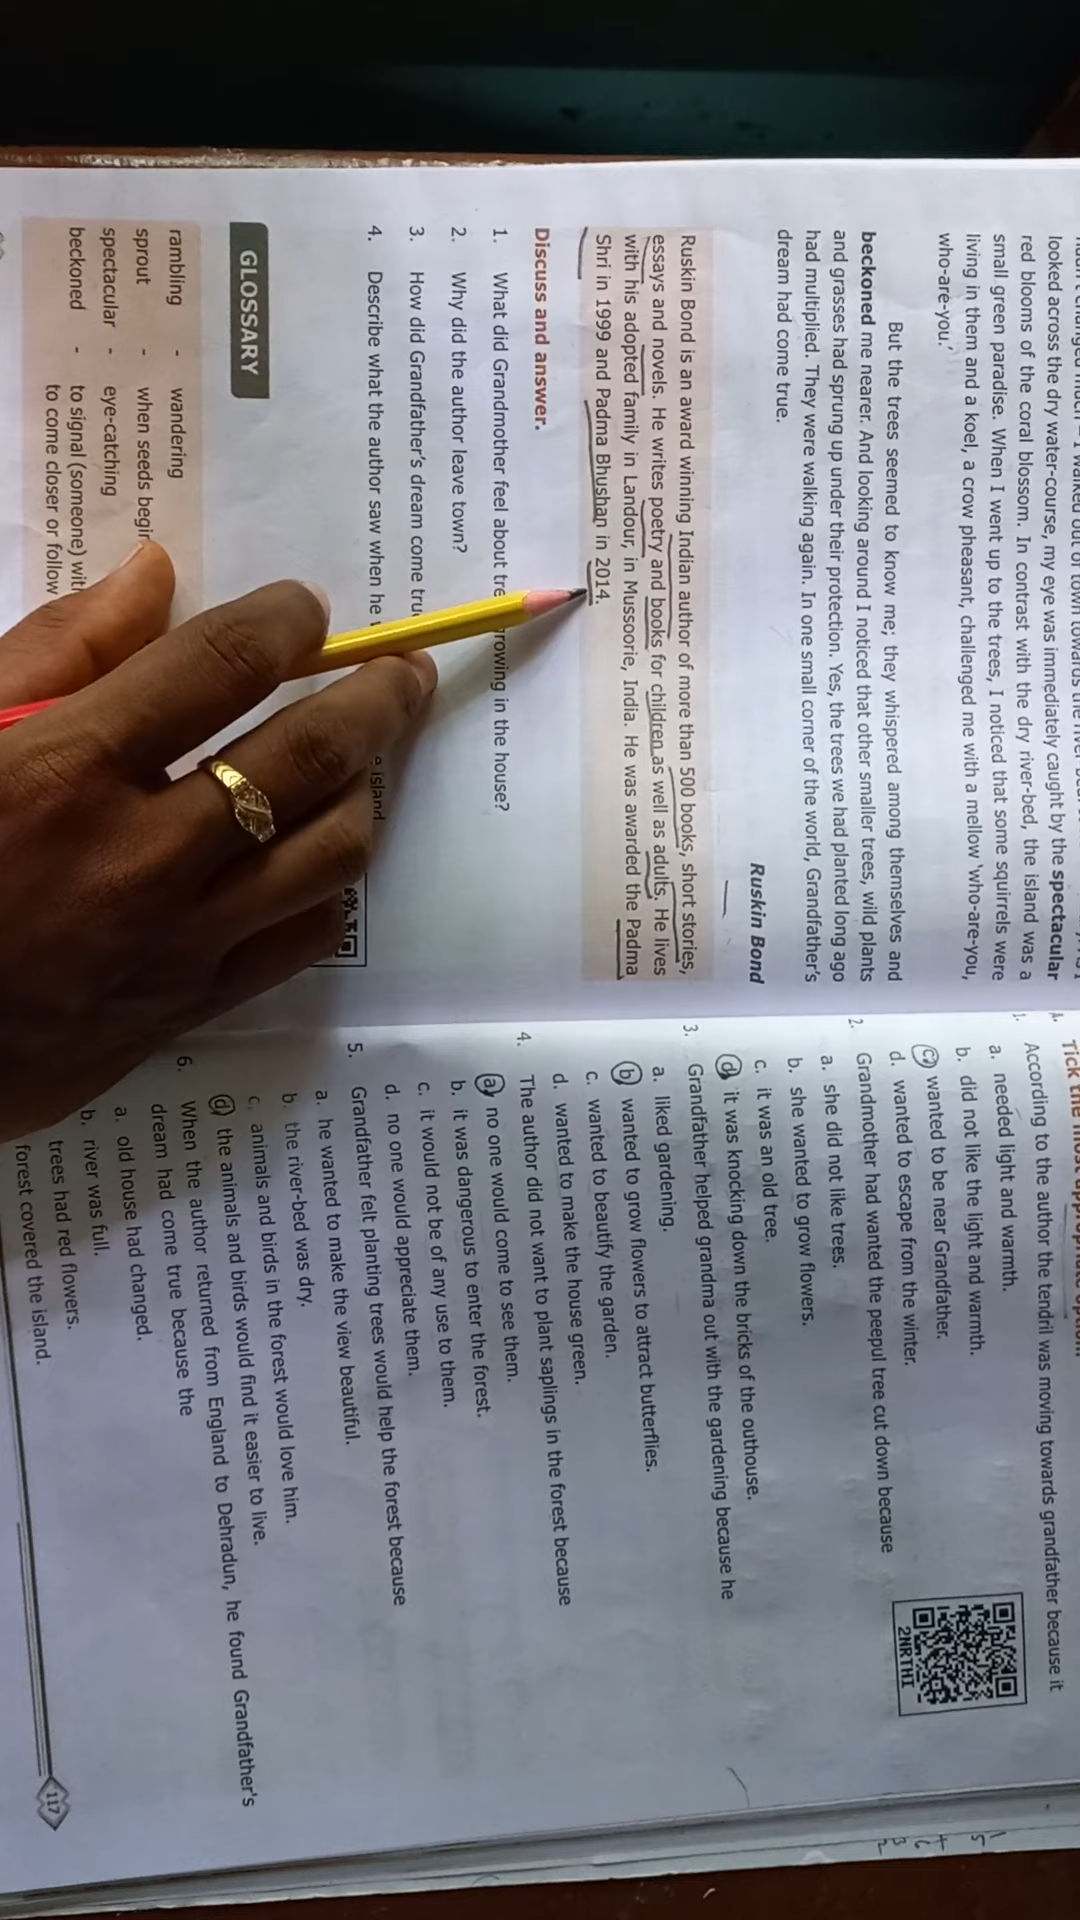 looked across the dry water-course, my eye was immediately caught by the spectacular
red blooms of the coral blossom. In contrast with the dry river-bed, the island was a
small green paradise. When I went up to the trees, I noticed that some squirrels were
living in them and a koel, a crow pheasant, challenged me with a mellow 'who-are-you,
who-are-you.'
But the trees seemed to know me; they whispered among themselves and
beckoned me nearer. And looking around I noticed that other smaller trees, wild plants
and grasses had sprung up under their protection. Yes, the trees we had planted long ago
had multiplied. They were walking again. In one small corner of the world, Grandfather's
dream had come true.
Ruskin Bond
Ruskin Bond is an award winning Indian author of more than 500 books, short stories,
essays and novels. He writes poetry and books for children as well as adults. He lives
with his adopted family in Landour, in Mussoorie, India. He was awarded the Padma
Shri in 1999 and Padma Bhushan in 2014.
Discuss and answer.
1. What did Grandmother feel about growing in the house?
2. Why did the author leave town?
3. How did Grandfather's dream come
4. Describe what the author saw when he island
GLOSSARY
rambling - wandering
sprout - when seeds begin
spectacular - eye-catching
beckoned - to signal (someone)
to come closer or follow
A. Tick the most appropriate option
1. According to the author the tendril was moving towards grandfather because it
a. needed light and warmth.
b. did not like the light and warmth.
c. wanted to be near Grandfather.
d. wanted to escape from the winter.
2. Grandmother had wanted the peepul tree cut down because
a. she did not like trees.
b. she wanted to grow flowers.
c. it was an old tree.
d. it was knocking down the bricks of the outhouse.
3. Grandfather helped grandma out with the gardening because he
a. liked gardening.
b. wanted to grow flowers to attract butterflies.
c. wanted to beautify the garden.
d. wanted to make the house green.
4. The author did not want to plant saplings in the forest because
a. no one would come to see them.
b. it was dangerous to enter the forest.
c. it would not be of any use to them.
d. no one would appreciate them.
5. Grandfather felt planting trees would help the forest because
a. he wanted to make the view beautiful.
b. the river-bed was dry.
c. animals and birds in the forest would love him.
d. the animals and birds would find it easier to live.
6. When the author returned from England to Dehradun, he found Grandfather's
dream had come true because the
a. old house had changed.
b. river was full.
trees had red flowers.
forest covered the island.
2NRTHI
117